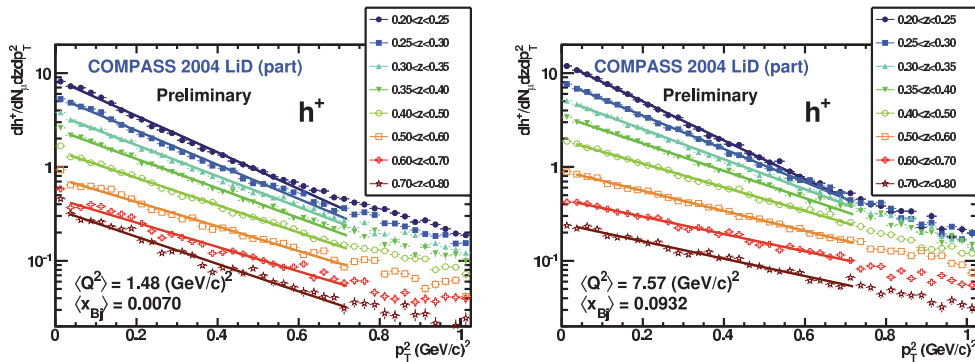 dh⁺/dN_μdzdp_T²
10
1
10⁻¹
COMPASS 2004 LiD (part)
Preliminary
h⁺
0.20<z<0.25
0.25<z<0.30
0.30<z<0.35
0.35<z<0.40
0.40<z<0.50
0.50<z<0.60
0.60<z<0.70
0.70<z<0.80
⟨Q²⟩ = 1.48 (GeV/c)²
⟨x_Bj⟩ = 0.0070
0 0.2 0.4 0.6 0.8 1
p_T² (GeV/c)²
dh⁺/dN_μdzdp_T²
10
1
10⁻¹
COMPASS 2004 LiD (part)
Preliminary
h⁺
0.20<z<0.25
0.25<z<0.30
0.30<z<0.35
0.35<z<0.40
0.40<z<0.50
0.50<z<0.60
0.60<z<0.70
0.70<z<0.80
⟨Q²⟩ = 7.57 (GeV/c)²
⟨x_Bj⟩ = 0.0932
0 0.2 0.4 0.6 0.8 1
p_T² (GeV/c)²